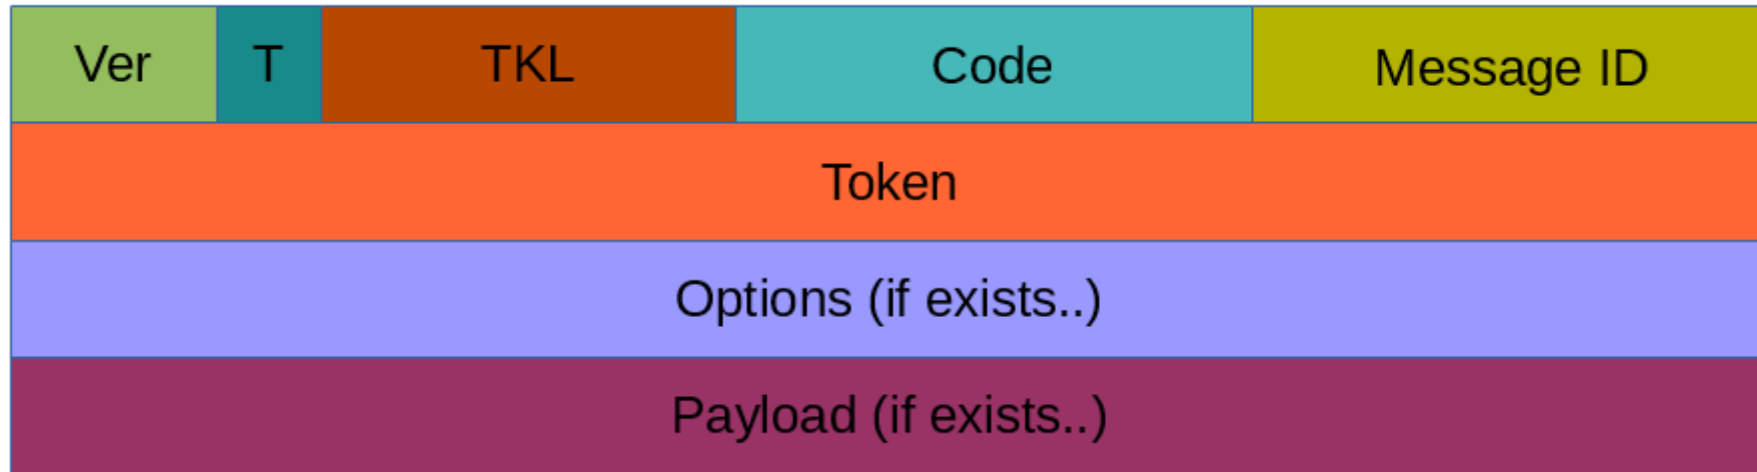 Ver T TKL Code Message ID
Token
Options (if exists..)
Payload (if exists..)